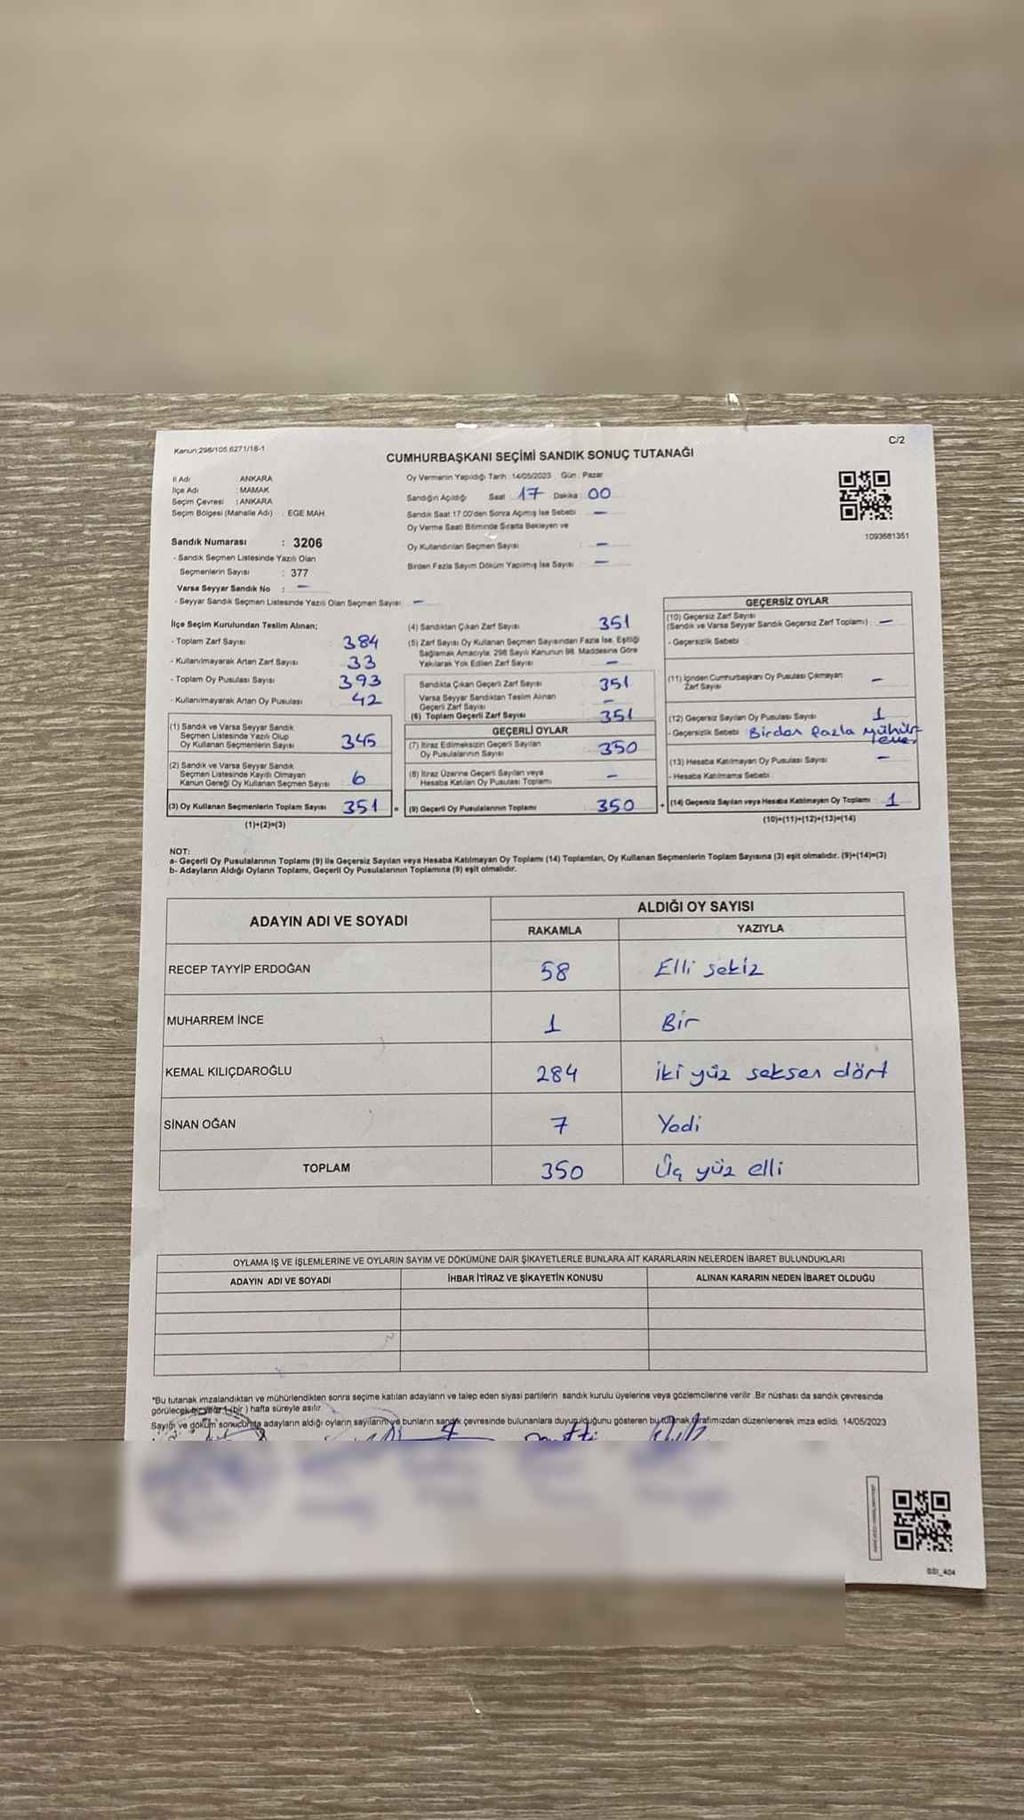 Kanun:298/105,6271/18-1
C/2
CUMHURBAŞKANI SEÇİMİ SANDIK SONUÇ TUTANAĞI
İl Adı : ANKARA
İlçe Adı : MAMAK
Seçim Çevresi : ANKARA
Seçim Bölgesi (Mahalle Adı) : EGE MAH.
Oy Vermenin Yapıldığı Tarih :14/05/2023 Gün : Pazar
Sandığın Açıldığı Saat 17 Dakika 00
Sandık Saat 17.00'den Sonra Açılmış İse Sebebi —
Oy Verme Saati Bitiminde Sırada Bekleyen ve
Oy Kullandırılan Seçmen Sayısı : —
Birden Fazla Sayım Döküm Yapılmış İse Sayısı : —
1093681351
Sandık Numarası : 3206
- Sandık Seçmen Listesinde Yazılı Olan
Seçmenlerin Sayısı : 377
Varsa Seyyar Sandık No : —
- Seyyar Sandık Seçmen Listesinde Yazılı Olan Seçmen Sayısı : —
İlçe Seçim Kurulundan Teslim Alınan;
- Toplam Zarf Sayısı 384
- Kullanılmayarak Artan Zarf Sayısı 33
- Toplam Oy Pusulası Sayısı 393
- Kullanılmayarak Artan Oy Pusulası 42
(1) Sandık ve Varsa Seyyar Sandık
Seçmen Listesinde Yazılı Olup
Oy Kullanan Seçmenlerin Sayısı 345
(2) Sandık ve Varsa Seyyar Sandık
Seçmen Listesinde Kayıtlı Olmayan
Kanun Gereği Oy Kullanan Seçmen Sayısı 6
(3) Oy Kullanan Seçmenlerin Toplam Sayısı 351
(1)+(2)=(3)
(4) Sandıktan Çıkan Zarf Sayısı 351
(5) Zarf Sayısı Oy Kullanan Seçmen Sayısından Fazla İse, Eşitliği
Sağlamak Amacıyla, 298 Sayılı Kanunun 98. Maddesine Göre
Yakılarak Yok Edilen Zarf Sayısı —
Sandıkta Çıkan Geçerli Zarf Sayısı 351
Varsa Seyyar Sandıktan Teslim Alınan
Geçerli Zarf Sayısı —
(6) Toplam Geçerli Zarf Sayısı 351
GEÇERLİ OYLAR
(7) İtiraz Edilmeksizin Geçerli Sayılan
Oy Pusulalarının Sayısı 350
(8) İtiraz Üzerine Geçerli Sayılan veya
Hesaba Katılan Oy Pusulası Toplamı —
= (9) Geçerli Oy Pusulalarının Toplamı 350
GEÇERSİZ OYLAR
(10) Geçersiz Zarf Sayısı
(Sandık ve Varsa Seyyar Sandık Geçersiz Zarf Toplamı) —
- Geçersizlik Sebebi
(11) İçinden Cumhurbaşkanı Oy Pusulası Çıkmayan
Zarf Sayısı —
(12) Geçersiz Sayılan Oy Pusulası Sayısı 1
- Geçersizlik Sebebi Birden fazla mühür
(13) Hesaba Katılmayan Oy Pusulası Sayısı —
- Hesaba Katılmama Sebebi
+ (14) Geçersiz Sayılan veya Hesaba Katılmayan Oy Toplamı 1
(10)+(11)+(12)+(13)=(14)
NOT:
a- Geçerli Oy Pusulalarının Toplamı (9) ile Geçersiz Sayılan veya Hesaba Katılmayan Oy Toplamı (14) Toplamları, Oy Kullanan Seçmenlerin Toplam Sayısına (3) eşit olmalıdır. (9)+(14)=(3)
b- Adayların Aldığı Oyların Toplamı, Geçerli Oy Pusulalarının Toplamına (9) eşit olmalıdır.
ADAYIN ADI VE SOYADI ALDIĞI OY SAYISI
RAKAMLA YAZIYLA
RECEP TAYYİP ERDOĞAN 58 Elli sekiz
MUHARREM İNCE 1 Bir
KEMAL KILIÇDAROĞLU 284 iki yüz seksen dört
SİNAN OĞAN 7 Yedi
TOPLAM 350 Üç yüz elli
OYLAMA İŞ VE İŞLEMLERİNE VE OYLARIN SAYIM VE DÖKÜMÜNE DAİR ŞİKAYETLERLE BUNLARA AİT KARARLARIN NELERDEN İBARET BULUNDUKLARI
ADAYIN ADI VE SOYADI İHBAR İTİRAZ VE ŞİKAYETİN KONUSU ALINAN KARARIN NEDEN İBARET OLDUĞU
*Bu tutanak imzalandıktan ve mühürlendikten sonra seçime katılan adayların ve talep eden siyasi partilerin sandık kurulu üyelerine veya gözlemcilerine verilir .Bir nüshası da sandık çevresinde
görülecek bir yere 1 (bir ) hafta süreyle asılır.
Sayım ve döküm sonucunda adayların aldığı oyların sayılarını ve bunların sandık çevresinde bulunanlara duyurulduğunu gösteren bu tutanak tarafımızdan düzenlenerek imza edildi. 14/05/2023
SSI_404